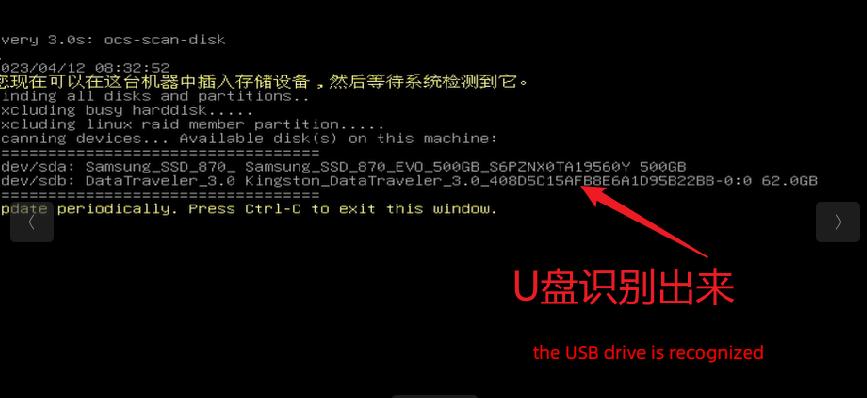 very 3.0s: ocs-scan-disk
023/04/12 08:32:52
您现在可以在这台机器中插入存储设备，然后等待系统检测到它。
inding all disks and partitions..
xcluding busy harddisk.....
xcluding linux raid member partition.....
canning devices... Available disk(s) on this machine:
===================================
dev/sda: Samsung_SSD_870_ Samsung_SSD_870_EVO_500GB_S6PZNX0TA19560Y 500GB
dev/sdb: DataTraveler_3.0 Kingston_DataTraveler_3.0_408D5C15AFB8E6A1D95B22BB-0:0 62.0GB
===================================
pdate periodically. Press Ctrl-C to exit this window.
U盘识别出来
the USB drive is recognized